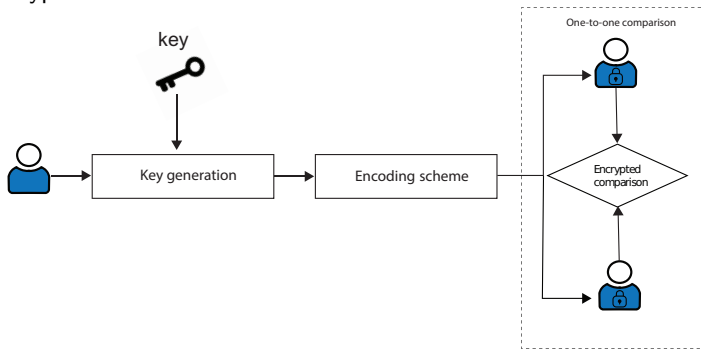 One-to-one comparison
key
Key generation
Encoding scheme
Encrypted
comparison